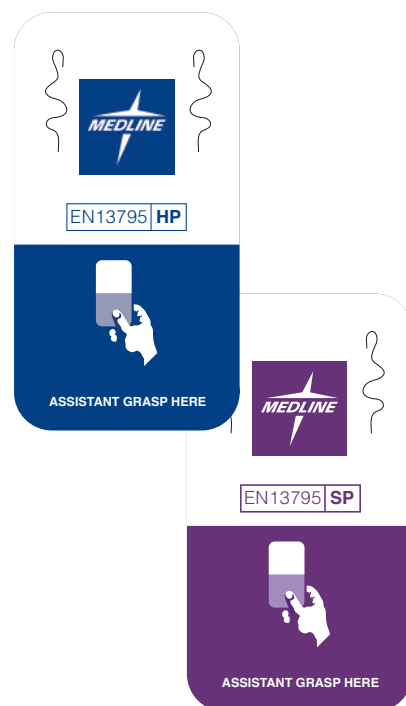 MEDLINE
EN13795 HP
ASSISTANT GRASP HERE
MEDLINE
EN13795 SP
ASSISTANT GRASP HERE